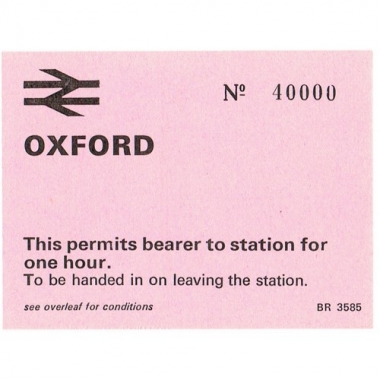 Nº 40000
OXFORD
This permits bearer to station for
one hour.
To be handed in on leaving the station.
see overleaf for conditions BR 3585